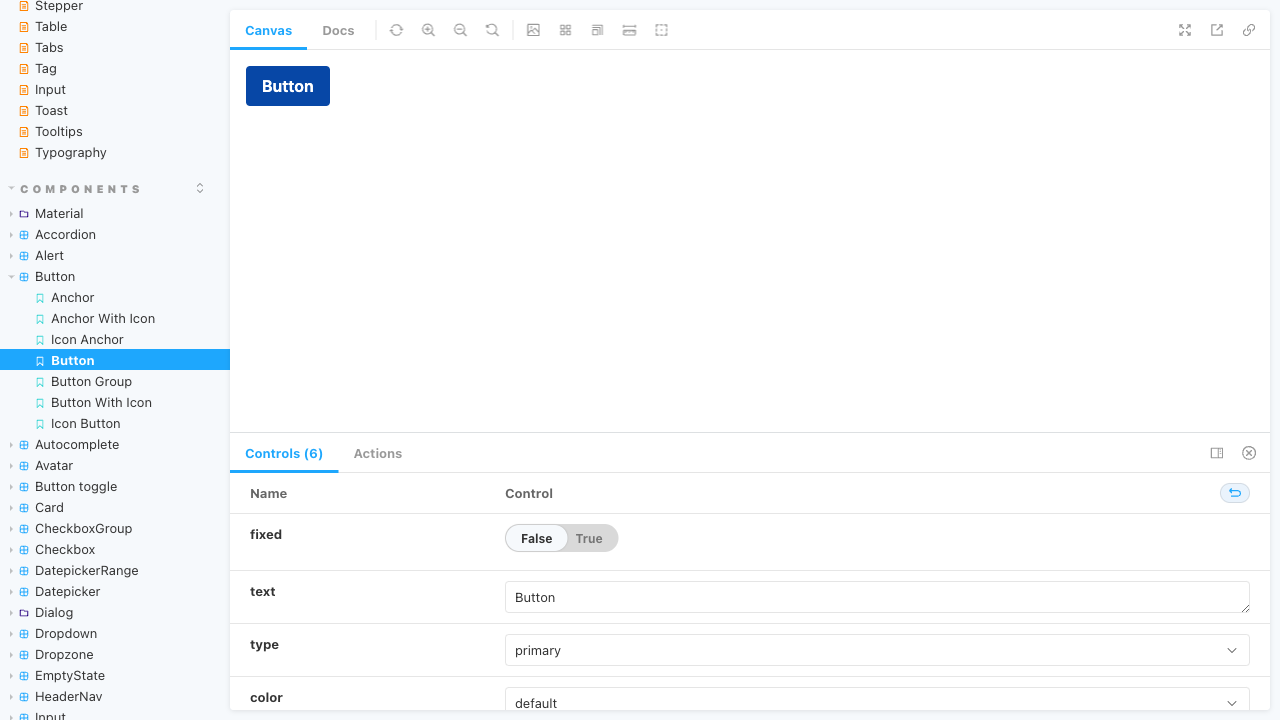 Stepper
Table
Tabs
Tag
Input
Toast
Tooltips
Typography
COMPONENTS
Material
Accordion
Alert
Button
Anchor
Anchor With Icon
Icon Anchor
Button
Button Group
Button With Icon
Icon Button
Autocomplete
Avatar
Button toggle
Card
CheckboxGroup
Checkbox
DatepickerRange
Datepicker
Dialog
Dropdown
Dropzone
EmptyState
HeaderNav
Input
Canvas Docs
Button
Controls (6) Actions
Name Control
fixed False True
text Button
type primary
color default